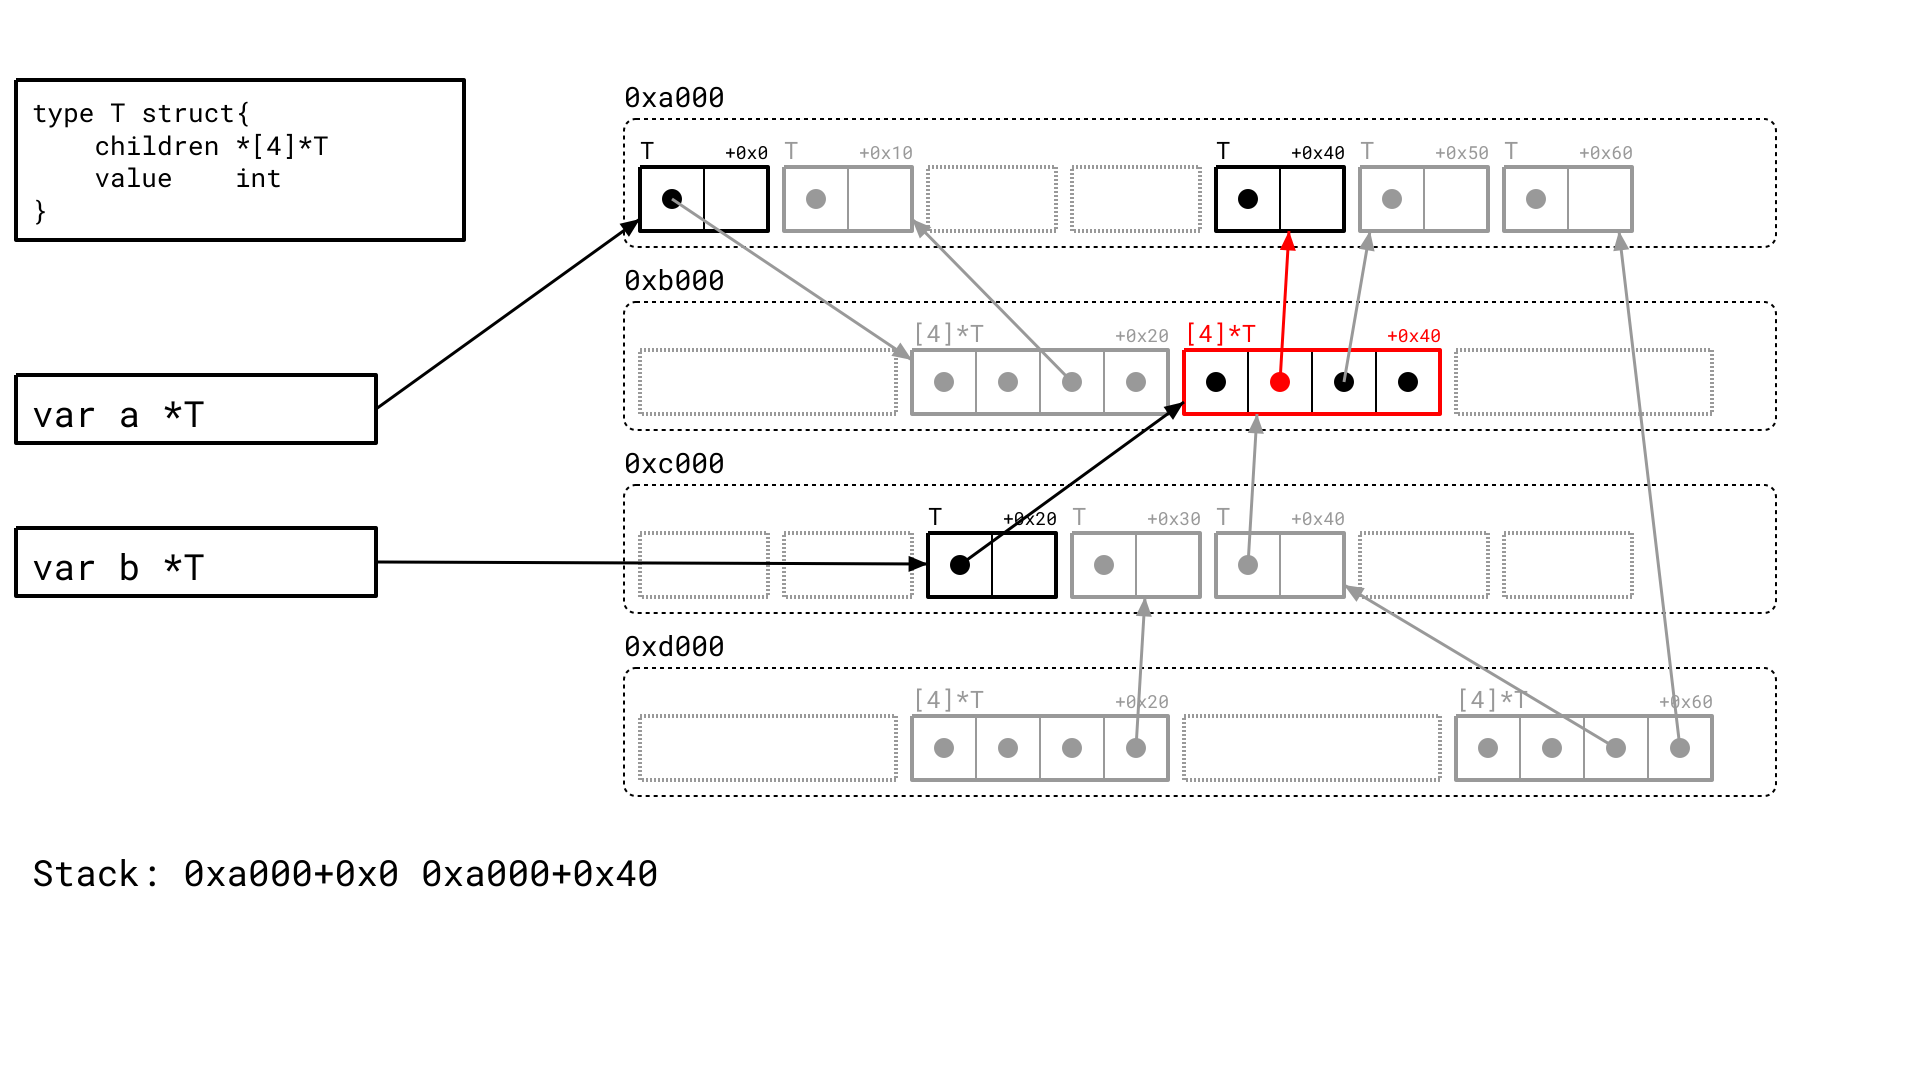 type T struct{
    children *[4]*T
    value    int
}
var a *T
var b *T
0xa000
T +0x0 T +0x10 T +0x40 T +0x50 T +0x60
0xb000
[4]*T +0x20 [4]*T +0x40
0xc000
T +0x20 T +0x30 T +0x40
0xd000
[4]*T +0x20 [4]*T +0x60
Stack: 0xa000+0x0 0xa000+0x40